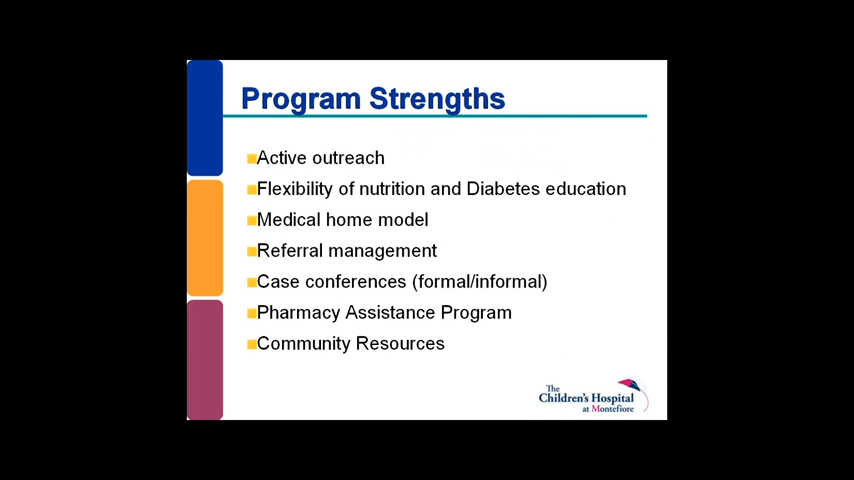 Program Strengths
Active outreach
Flexibility of nutrition and Diabetes education
Medical home model
Referral management
Case conferences (formal/informal)
Pharmacy Assistance Program
Community Resources
The
Children's Hospital
at Montefiore